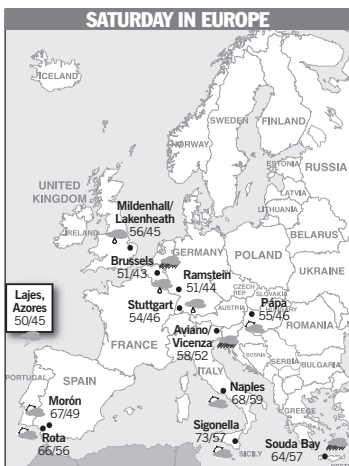 SATURDAY IN EUROPE
ICELAND
SWEDEN
FINLAND
NORWAY
ESTONIA
RUSSIA
LATVIA
LITHUANIA
UNITED
KINGDOM
IRELAND
Mildenhall/
Lakenheath
56/45
BELARUS
Brussels
51/43
GERMANY
POLAND
Ramstein
51/44
UKRAINE
CZECH
REP
SLOVAKIA
Lajes,
Azores
50/45
Stuttgart
54/46
AUSTRIA
HUNGARY
Pápa
55/46
FRANCE
Aviano/
Vicenza
58/52
ROMANIA
BOSNIA
SERBIA
BULGARIA
ITALY
PORTUGAL
SPAIN
Morón
67/49
Rota
66/56
Naples
68/59
GREECE
Sigonella
73/57
SICILY
Souda Bay
64/57